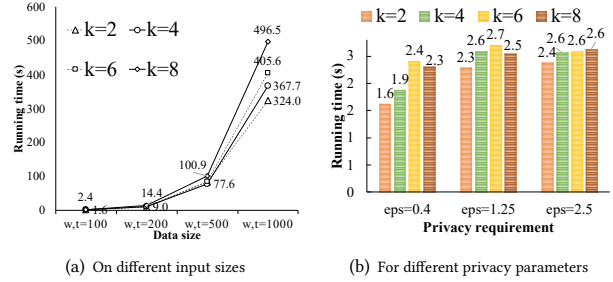 k=2 k=4
k=6 k=8
Running time (s)
600
500
400
300
200
100
0
2.4
1.6
14.4
9.0
100.9
77.6
496.5
405.6
367.7
324.0
w,t=100 w,t=200 w,t=500 w,t=1000
Data size
(a) On different input sizes
k=2 k=4 k=6 k=8
Running time (s)
3
3
2
2
1
1
0
1.6 1.9 2.4 2.3
2.3 2.6 2.7 2.5
2.4 2.6 2.6 2.6
eps=0.4 eps=1.25 eps=2.5
Privacy requirement
(b) For different privacy parameters